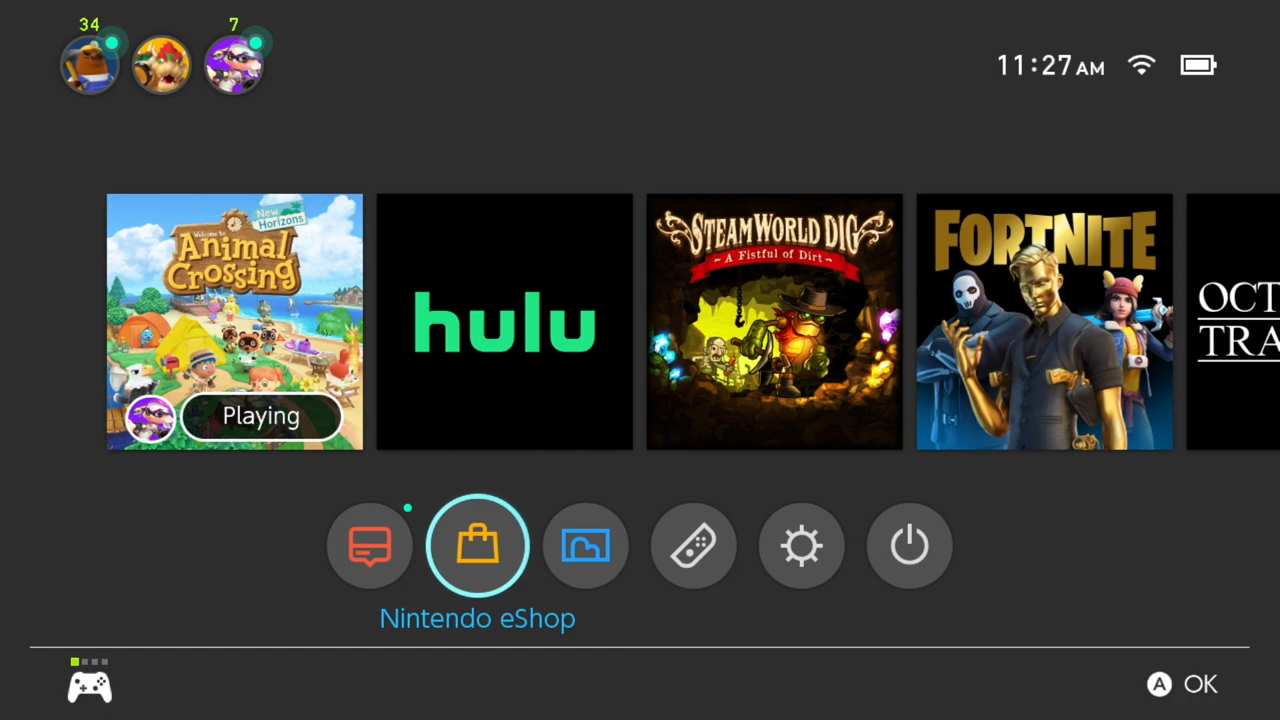 34
7
11:27 AM
Welcome to
Animal
Crossing
New
Horizons
Playing
hulu
STEAMWORLD DIG
~ A Fistful of Dirt ~
FORTNITE
OCT
TRA
Nintendo eShop
A OK